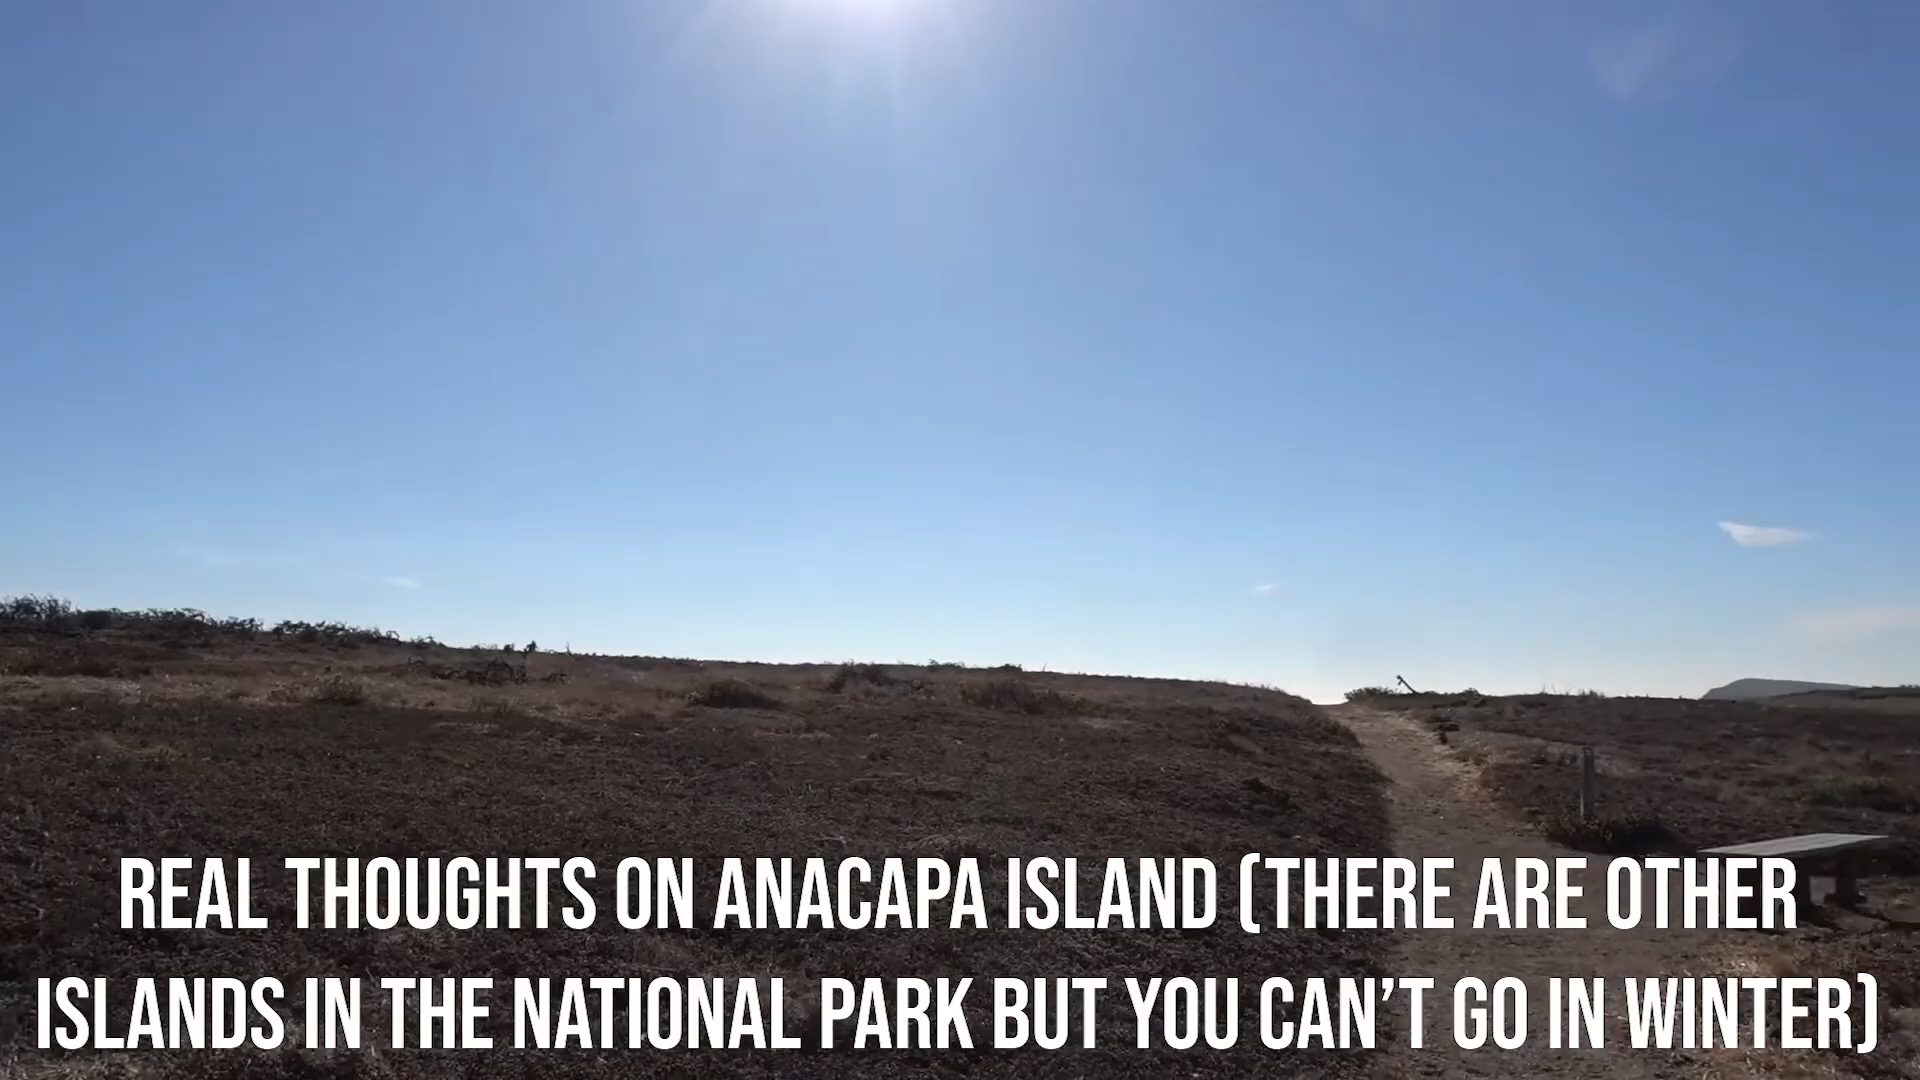 REAL THOUGHTS ON ANACAPA ISLAND (THERE ARE OTHER
ISLANDS IN THE NATIONAL PARK BUT YOU CAN'T GO IN WINTER)